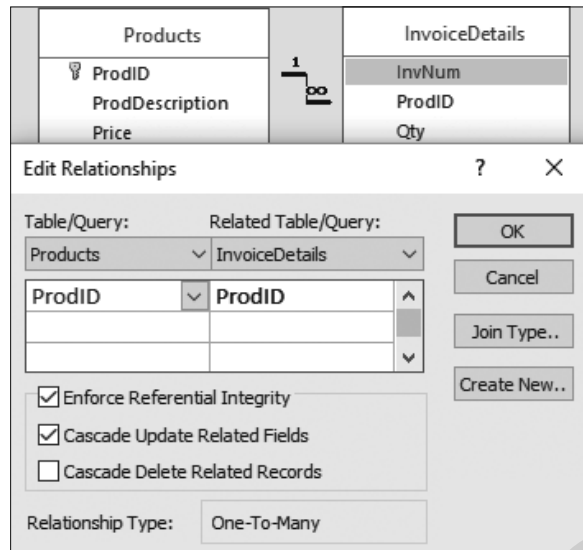 Products
InvoiceDetails
ProdID
ProdDescription
Price
1
∞
InvNum
ProdID
Qty
Edit Relationships
?
Table/Query:
Related Table/Query:
Products
InvoiceDetails
ProdID
ProdID
OK
Cancel
Join Type..
Create New..
Enforce Referential Integrity
Cascade Update Related Fields
Cascade Delete Related Records
Relationship Type:
One-To-Many